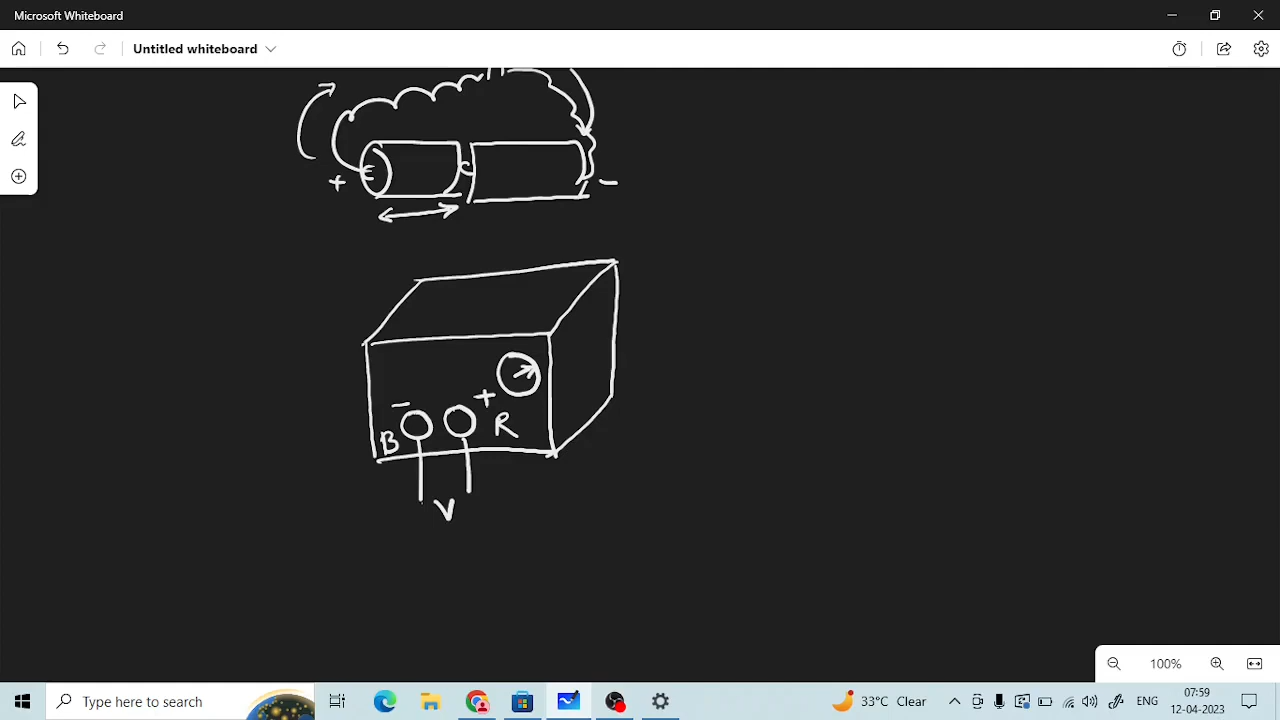 Microsoft Whiteboard
Untitled whiteboard
+ -
- +
B R
V
100%
Type here to search
33°C Clear
ENG
07:59
12-04-2023